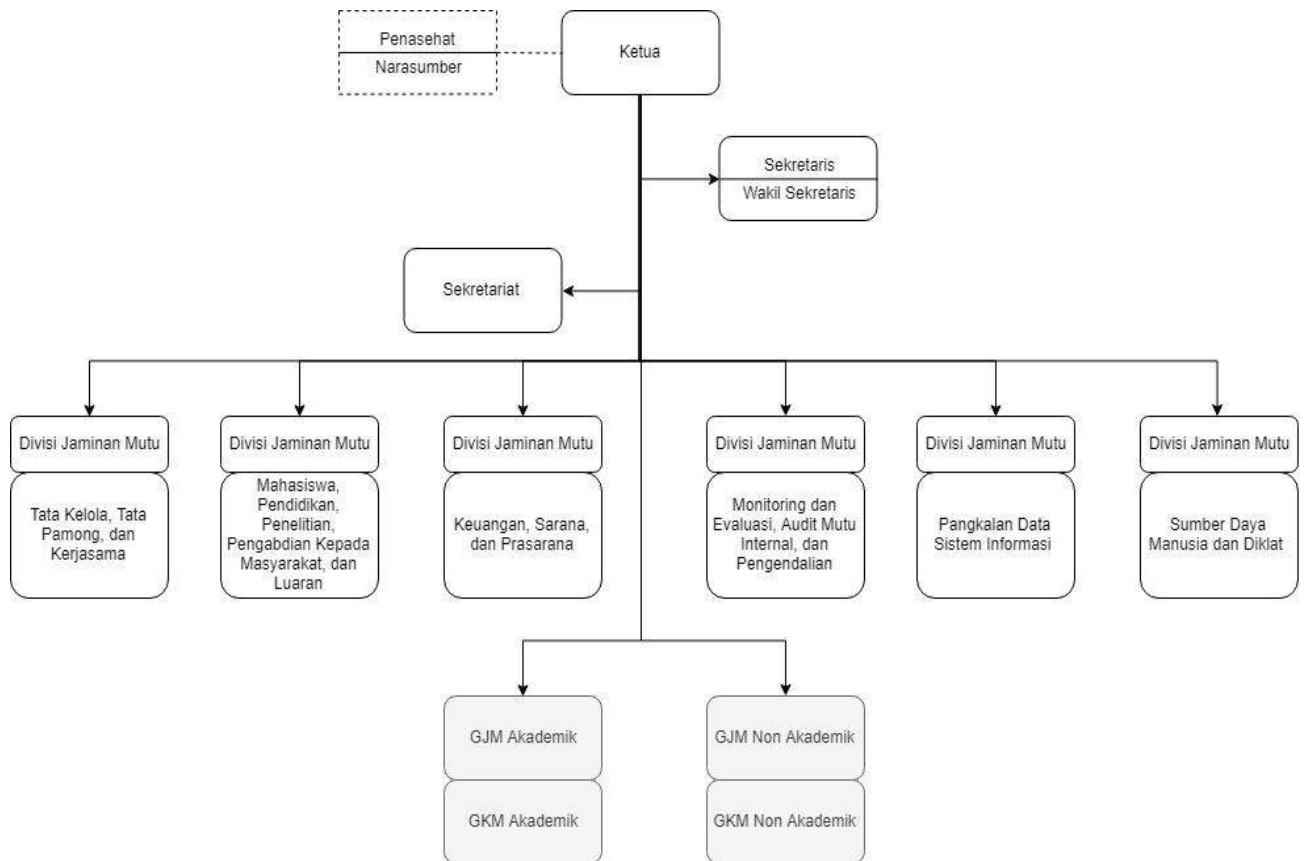 Penasehat
Narasumber
Ketua
Sekretaris
Wakil Sekretaris
Sekretariat
Divisi Jaminan Mutu
Tata Kelola, Tata
Pamong, dan
Kerjasama
Divisi Jaminan Mutu
Mahasiswa,
Pendidikan,
Penelitian,
Pengabdian Kepada
Masyarakat, dan
Luaran
Divisi Jaminan Mutu
Keuangan, Sarana,
dan Prasarana
Divisi Jaminan Mutu
Monitoring dan
Evaluasi, Audit Mutu
Internal, dan
Pengendalian
Divisi Jaminan Mutu
Pangkalan Data
Sistem Informasi
Divisi Jaminan Mutu
Sumber Daya
Manusia dan Diklat
GJM Akademik
GKM Akademik
GJM Non Akademik
GKM Non Akademik